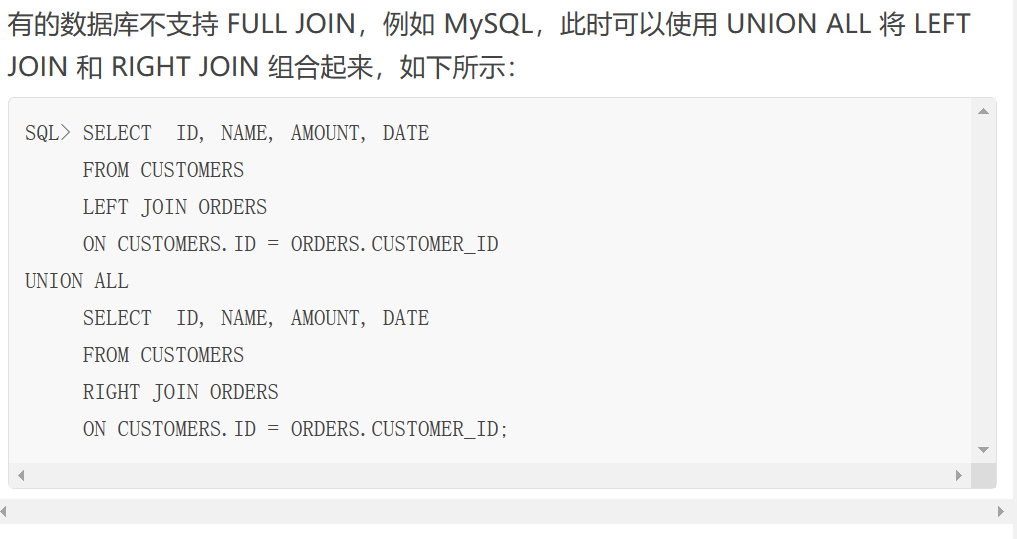 有的数据库不支持 FULL JOIN，例如 MySQL，此时可以使用 UNION ALL 将 LEFT
JOIN 和 RIGHT JOIN 组合起来，如下所示：
SQL> SELECT  ID, NAME, AMOUNT, DATE
     FROM CUSTOMERS
     LEFT JOIN ORDERS
     ON CUSTOMERS.ID = ORDERS.CUSTOMER_ID
UNION ALL
     SELECT  ID, NAME, AMOUNT, DATE
     FROM CUSTOMERS
     RIGHT JOIN ORDERS
     ON CUSTOMERS.ID = ORDERS.CUSTOMER_ID;